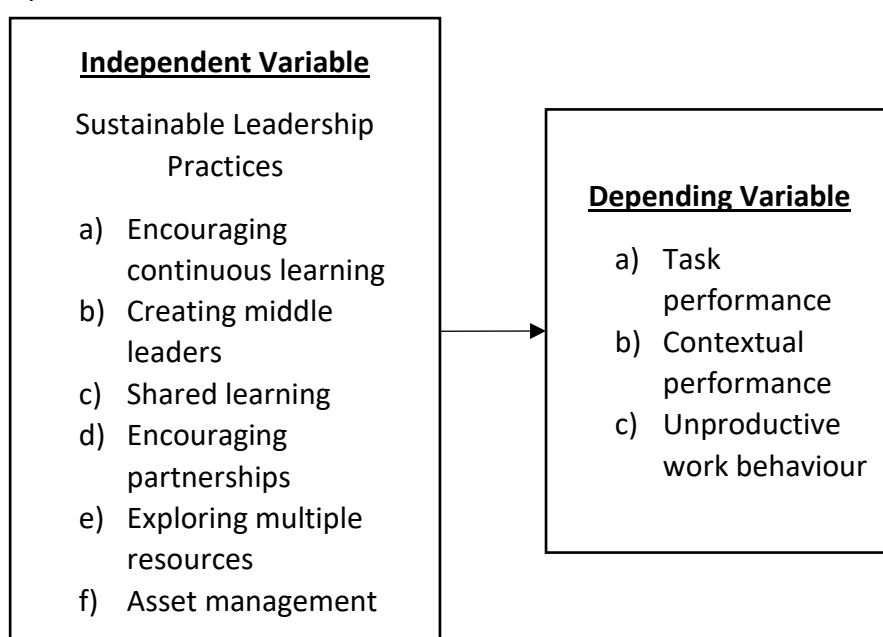 Independent Variable
Sustainable Leadership
Practices
a) Encouraging
continuous learning
b) Creating middle
leaders
c) Shared learning
d) Encouraging
partnerships
e) Exploring multiple
resources
f) Asset management
Depending Variable
a) Task
performance
b) Contextual
performance
c) Unproductive
work behaviour